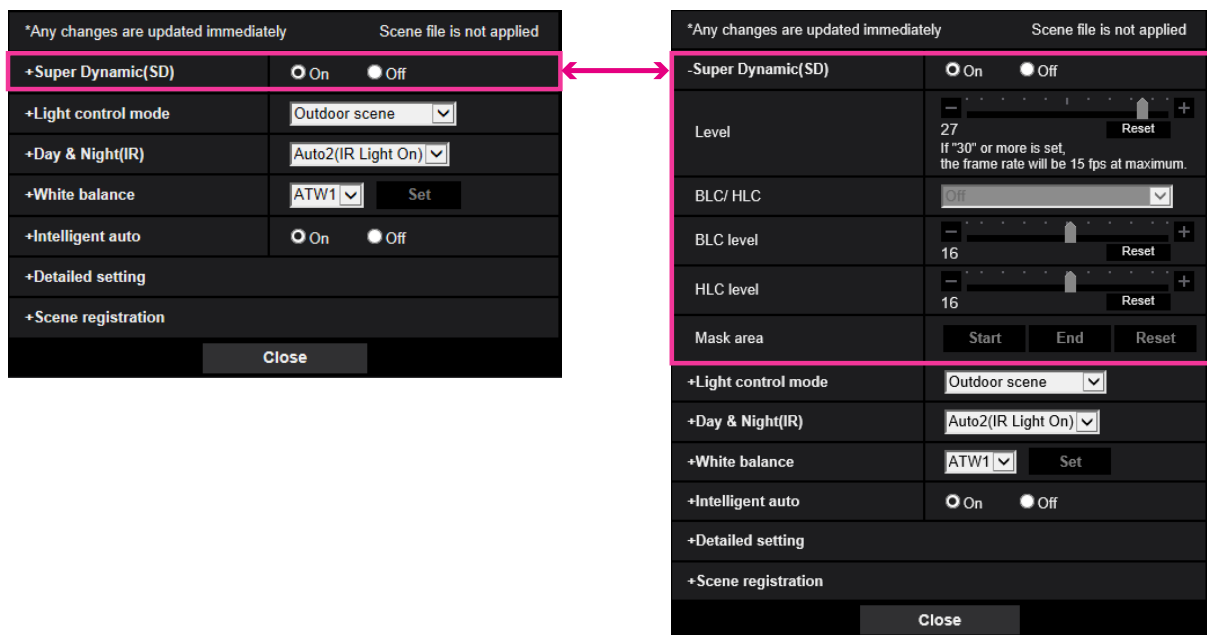 *Any changes are updated immediately Scene file is not applied
+Super Dynamic(SD) On Off
+Light control mode Outdoor scene
+Day & Night(IR) Auto2(IR Light On)
+White balance ATW1 Set
+Intelligent auto On Off
+Detailed setting
+Scene registration
Close
*Any changes are updated immediately Scene file is not applied
-Super Dynamic(SD) On Off
Level
27 Reset
If "30" or more is set,
the frame rate will be 15 fps at maximum.
BLC/ HLC Off
BLC level
16 Reset
HLC level
16 Reset
Mask area Start End Reset
+Light control mode Outdoor scene
+Day & Night(IR) Auto2(IR Light On)
+White balance ATW1 Set
+Intelligent auto On Off
+Detailed setting
+Scene registration
Close